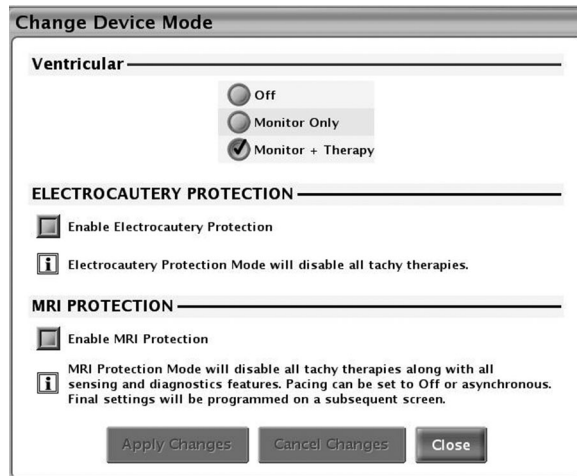 Change Device Mode
Ventricular
Off
Monitor Only
Monitor + Therapy
ELECTROCAUTERY PROTECTION
Enable Electrocautery Protection
i Electrocautery Protection Mode will disable all tachy therapies.
MRI PROTECTION
Enable MRI Protection
MRI Protection Mode will disable all tachy therapies along with all
i sensing and diagnostics features. Pacing can be set to Off or asynchronous.
Final settings will be programmed on a subsequent screen.
Apply Changes Cancel Changes Close